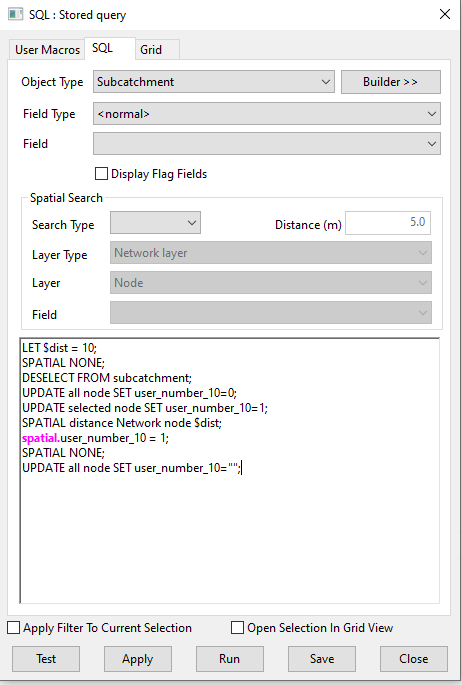 SQL : Stored query
User Macros SQL Grid
Object Type Subcatchment Builder >>
Field Type <normal>
Field
Display Flag Fields
Spatial Search
Search Type Distance (m) 5.0
Layer Type Network layer
Layer Node
Field
LET $dist = 10;
SPATIAL NONE;
DESELECT FROM subcatchment;
UPDATE all node SET user_number_10=0;
UPDATE selected node SET user_number_10=1;
SPATIAL distance Network node $dist;
spatial.user_number_10 = 1;
SPATIAL NONE;
UPDATE all node SET user_number_10="";
Apply Filter To Current Selection Open Selection In Grid View
Test Apply Run Save Close